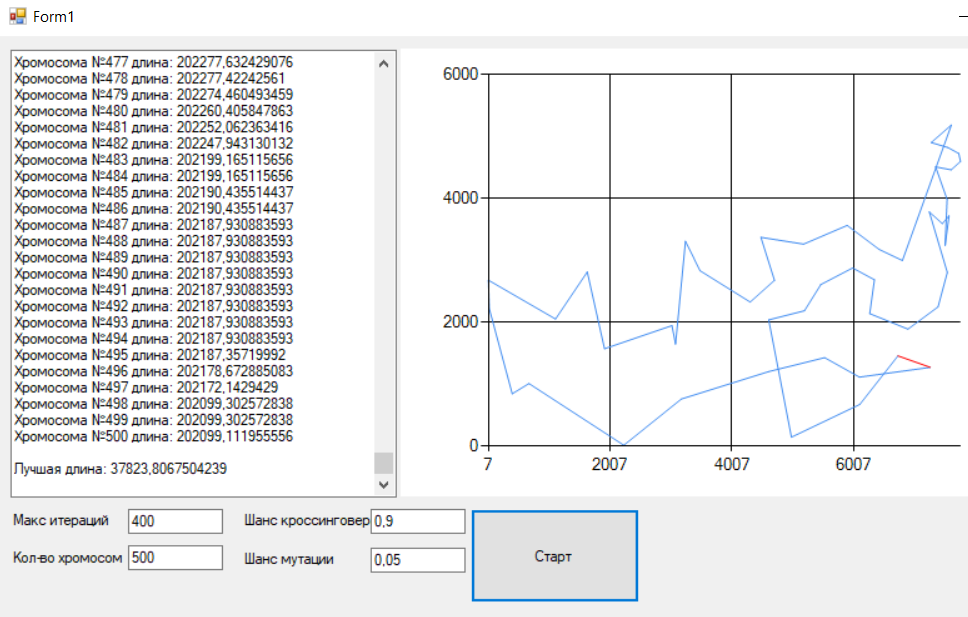 Form1
Хромосома №477 длина: 202277,632429076
Хромосома №478 длина: 202277,42242561
Хромосома №479 длина: 202274,460493459
Хромосома №480 длина: 202260,405847863
Хромосома №481 длина: 202252,062363416
Хромосома №482 длина: 202247,943130132
Хромосома №483 длина: 202199,165115656
Хромосома №484 длина: 202199,165115656
Хромосома №485 длина: 202190,435514437
Хромосома №486 длина: 202190,435514437
Хромосома №487 длина: 202187,930883593
Хромосома №488 длина: 202187,930883593
Хромосома №489 длина: 202187,930883593
Хромосома №490 длина: 202187,930883593
Хромосома №491 длина: 202187,930883593
Хромосома №492 длина: 202187,930883593
Хромосома №493 длина: 202187,930883593
Хромосома №494 длина: 202187,930883593
Хромосома №495 длина: 202187,35719992
Хромосома №496 длина: 202178,672885083
Хромосома №497 длина: 202172,1429429
Хромосома №498 длина: 202099,302572838
Хромосома №499 длина: 202099,302572838
Хромосома №500 длина: 202099,111955556
Лучшая длина: 37823,8067504239
6000
4000
2000
0
7 2007 4007 6007
Макс итераций 400 Шанс кроссинговер 0,9
Кол-во хромосом 500 Шанс мутации 0,05
Старт